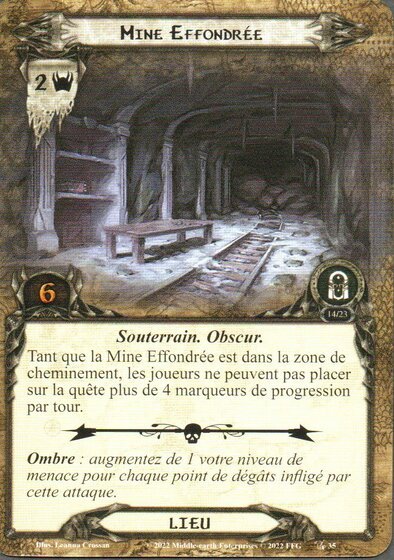 Mine Effondrée
2
6
14/23
Souterrain. Obscur.
Tant que la Mine Effondrée est dans la zone de
cheminement, les joueurs ne peuvent pas placer
sur la quête plus de 4 marqueurs de progression
par tour.
Ombre : augmentez de 1 votre niveau de
menace pour chaque point de dégâts infligé par
cette attaque.
LIEU
Illus. Leanna Crossan
2022 Middle-earth Enterprises ©2022 FFG
35